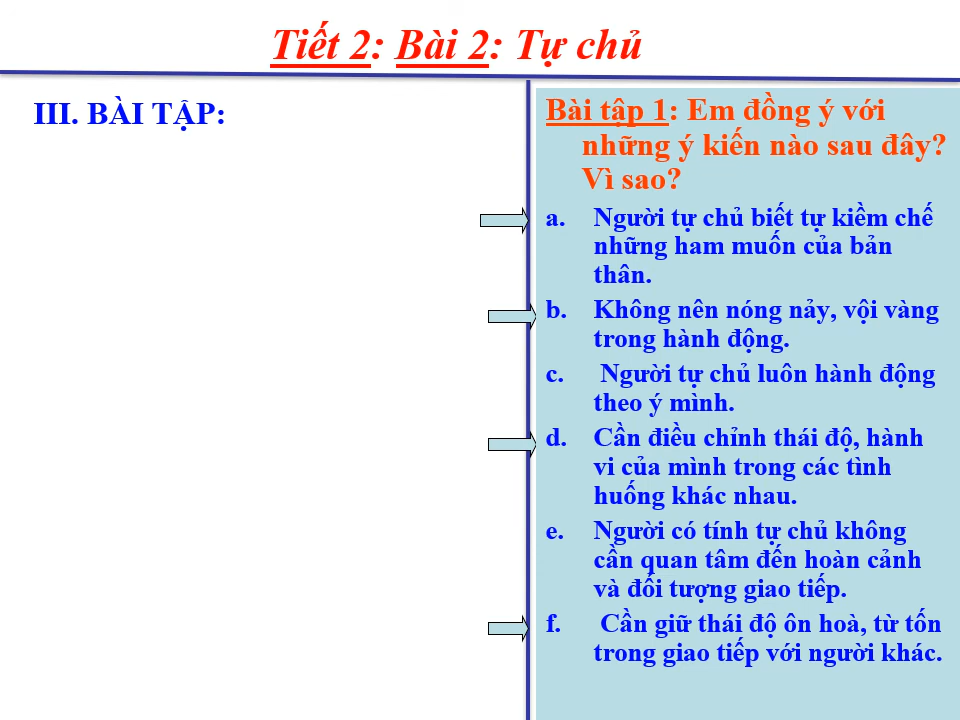 Tiết 2: Bài 2: Tự chủ
III. BÀI TẬP:
Bài tập 1: Em đồng ý với
những ý kiến nào sau đây?
Vì sao?
a. Người tự chủ biết tự kiềm chế
những ham muốn của bản
thân.
b. Không nên nóng nảy, vội vàng
trong hành động.
c. Người tự chủ luôn hành động
theo ý mình.
d. Cần điều chỉnh thái độ, hành
vi của mình trong các tình
huống khác nhau.
e. Người có tính tự chủ không
cần quan tâm đến hoàn cảnh
và đối tượng giao tiếp.
f. Cần giữ thái độ ôn hoà, từ tốn
trong giao tiếp với người khác.